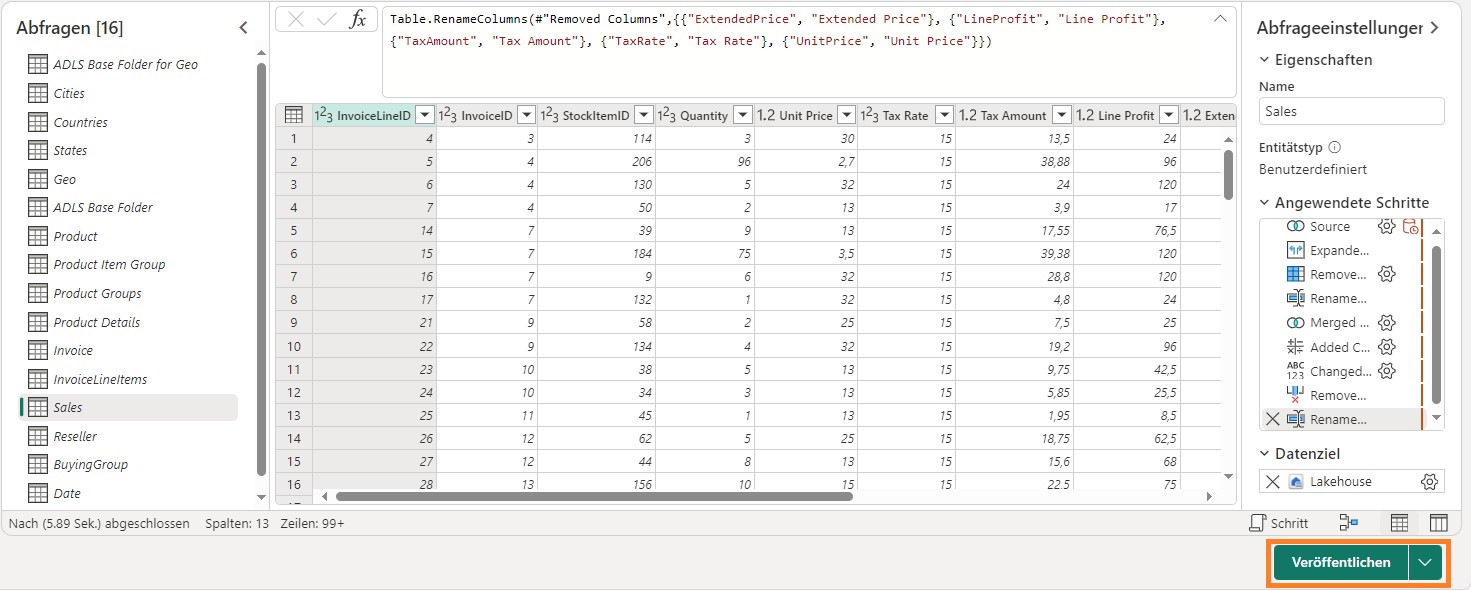 Abfragen [16]
ADLS Base Folder for Geo
Cities
Countries
States
Geo
ADLS Base Folder
Product
Product Item Group
Product Groups
Product Details
Invoice
InvoiceLineItems
Sales
Reseller
BuyingGroup
Date
fx
Table.RenameColumns(#"Removed Columns",{{"ExtendedPrice", "Extended Price"}, {"LineProfit", "Line Profit"},
{"TaxAmount", "Tax Amount"}, {"TaxRate", "Tax Rate"}, {"UnitPrice", "Unit Price"}})
123 InvoiceLineID 123 InvoiceID 123 StockItemID 123 Quantity 1.2 Unit Price 123 Tax Rate 1.2 Tax Amount 1.2 Line Profit 1.2 Exten
1 4 3 114 3 30 15 13,5 24
2 5 4 206 96 2,7 15 38,88 96
3 6 4 130 5 32 15 24 120
4 7 4 50 2 13 15 3,9 17
5 14 7 39 9 13 15 17,55 76,5
6 15 7 184 75 3,5 15 39,38 120
7 16 7 9 6 32 15 28,8 120
8 17 7 132 1 32 15 4,8 24
9 21 9 58 2 25 15 7,5 25
10 22 9 134 4 32 15 19,2 96
11 23 10 38 5 13 15 9,75 42,5
12 24 10 34 3 13 15 5,85 25,5
13 25 11 45 1 13 15 1,95 8,5
14 26 12 62 5 25 15 18,75 62,5
15 27 12 44 8 13 15 15,6 68
16 28 13 156 10 15 15 22.5 75
Abfrageeinstellungen
Eigenschaften
Name
Sales
Entitätstyp
Benutzerdefiniert
Angewendete Schritte
Source
Expande...
Remove...
Rename...
Merged ...
Added C...
ABC 123 Changed...
Remove...
Rename...
Datenziel
Lakehouse
Nach (5.89 Sek.) abgeschlossen Spalten: 13 Zeilen: 99+
Schritt
Veröffentlichen